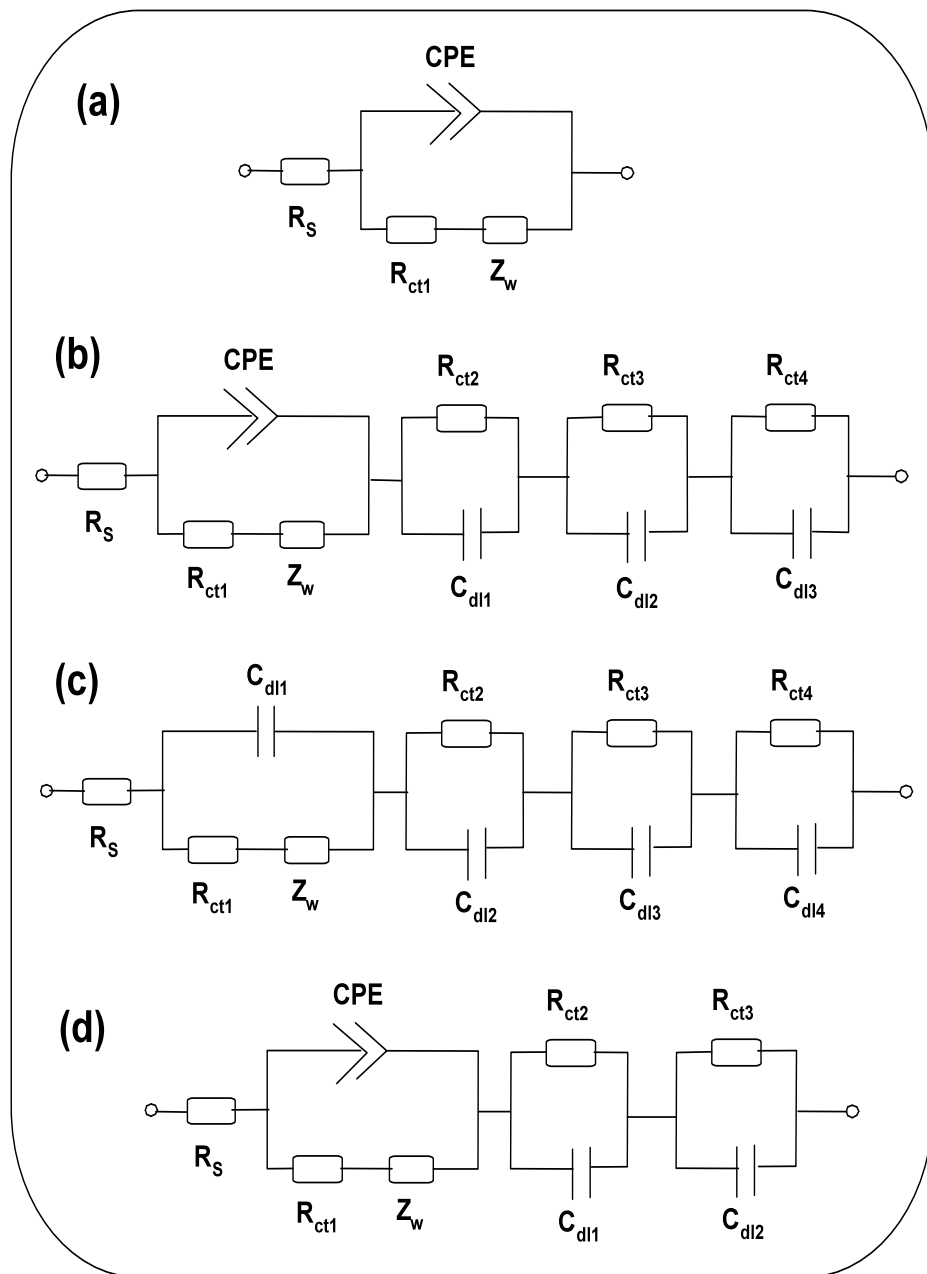 (a)
CPE
R_S
R_ct1 Z_w
(b)
CPE R_ct2 R_ct3 R_ct4
R_S
R_ct1 Z_w C_dl1 C_dl2 C_dl3
(c)
C_dl1 R_ct2 R_ct3 R_ct4
R_S
R_ct1 Z_w C_dl2 C_dl3 C_dl4
(d)
CPE R_ct2 R_ct3
R_S
R_ct1 Z_w C_dl1 C_dl2